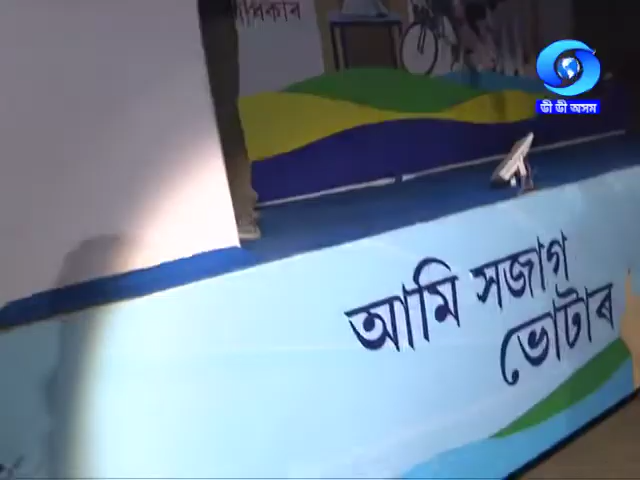 ডী ডী অসম
আমি সজাগ
ভোটাৰ